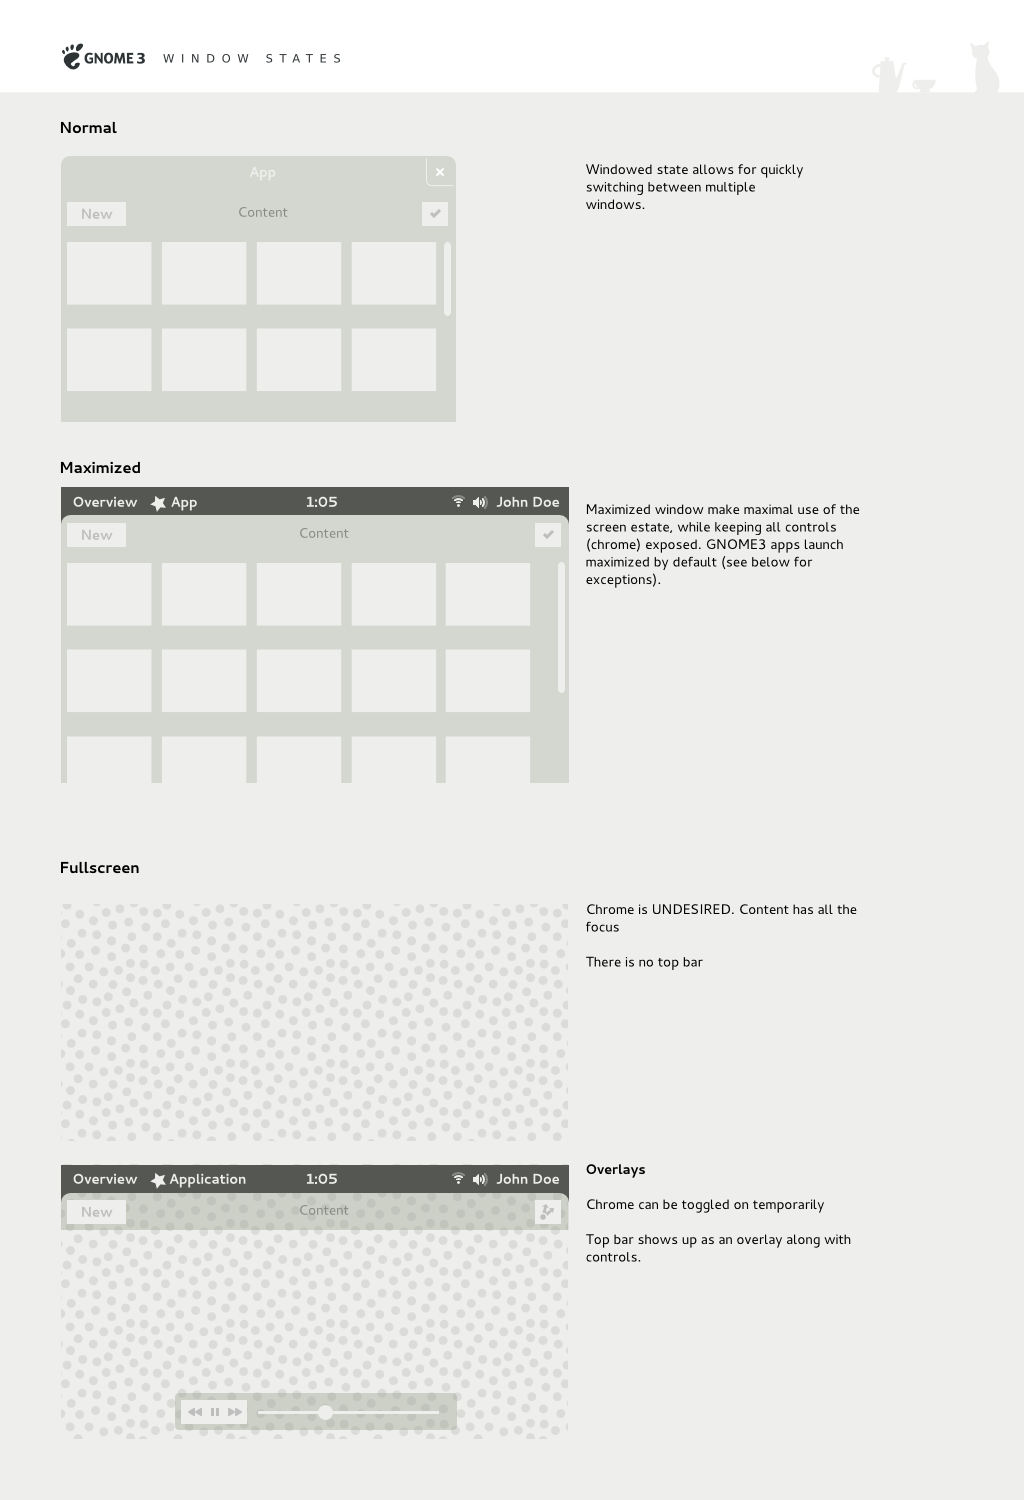 GNOME 3 WINDOW STATES
Normal
App
New
Content
Windowed state allows for quickly
switching between multiple
windows.
Maximized
Overview App 1:05 John Doe
New Content
Maximized window make maximal use of the
screen estate, while keeping all controls
(chrome) exposed. GNOME3 apps launch
maximized by default (see below for
exceptions).
Fullscreen
Chrome is UNDESIRED. Content has all the
focus
There is no top bar
Overview Application 1:05 John Doe
New Content
Overlays
Chrome can be toggled on temporarily
Top bar shows up as an overlay along with
controls.